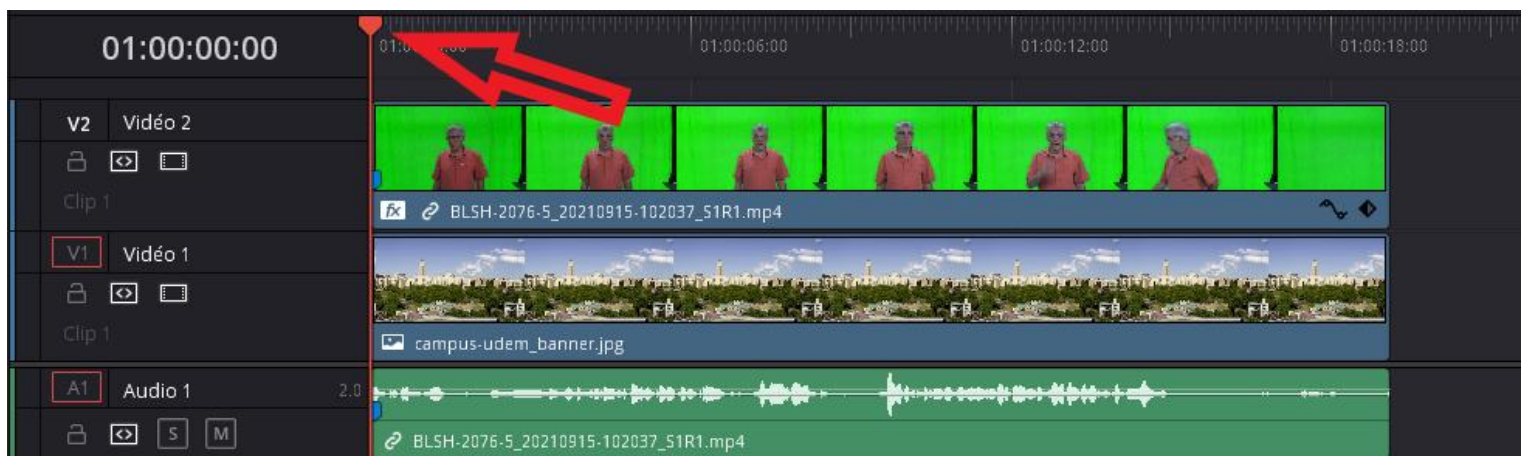 01:00:00:00
01:00:06:00
01:00:12:00
01:00:18:00
V2 Vidéo 2
Clip 1
fx BLSH-2076-5_20210915-102037_S1R1.mp4
V1 Vidéo 1
Clip 1
campus-udem_banner.jpg
A1 Audio 1 2.0
S M
BLSH-2076-5_20210915-102037_S1R1.mp4